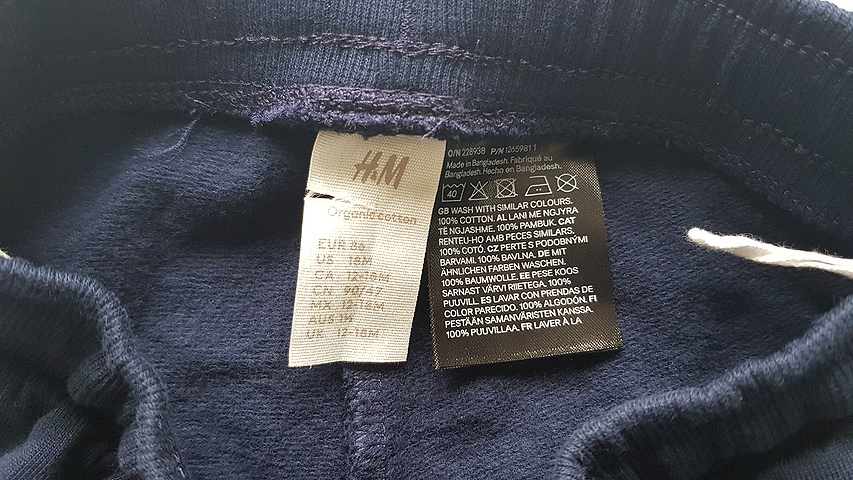 H&M
Organic cotton
EUR 86
US 18M
CA 12-18M
CN 90/47
MX 12-18M
AUS
UK 12-18M
O/N 228938 P/N 1265981 1
Made in Bangladesh. Fabriqué au
Bangladesh. Hecho en Bangladesh.
40
GB WASH WITH SIMILAR COLOURS.
100% COTTON. AL LANI ME NGJYRA
TË NGJASHME. 100% PAMBUK. CAT
RENTEU-HO AMB PECES SIMILARS.
100% COTÓ. CZ PERTE S PODOBNÝMI
BARVAMI. 100% BAVLNA. DE MIT
ÄHNLICHEN FARBEN WASCHEN.
100% BAUMWOLLE. EE PESE KOOS
SARNAST VÄRVI RIIETEGA. 100%
PUUVILL. ES LAVAR CON PRENDAS DE
COLOR PARECIDO. 100% ALGODÓN. FI
PESTÄÄN SAMANVÄRISTEN KANSSA.
100% PUUVILLAA. FR LAVER À LA